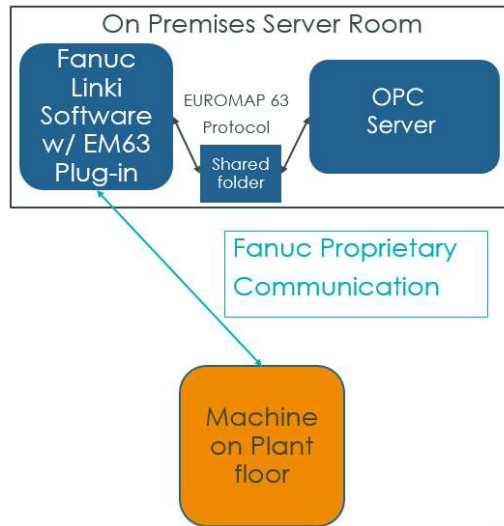 On Premises Server Room
Fanuc
Linki
Software
w/ EM63
Plug-in
EUROMAP 63
Protocol
Shared
folder
OPC
Server
Fanuc Proprietary
Communication
Machine
on Plant
floor